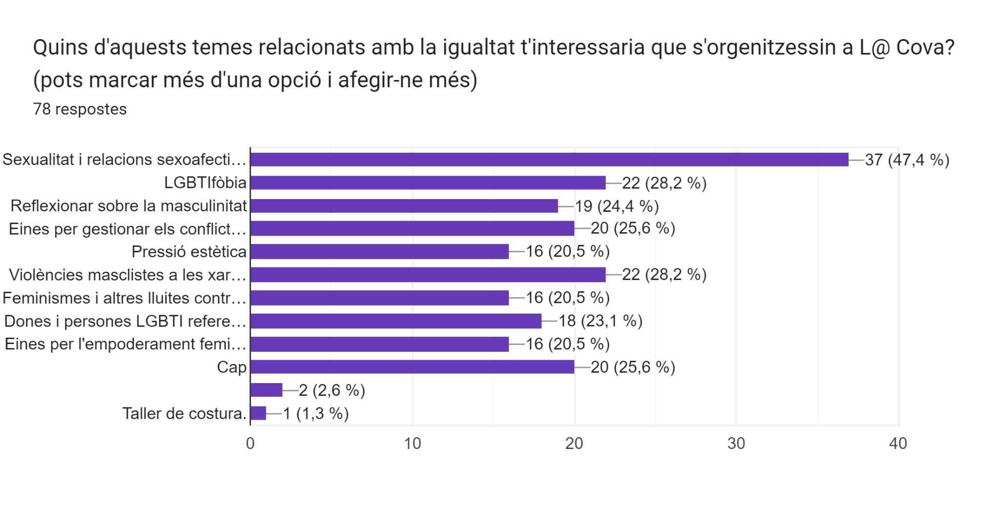 Quins d'aquests temes relacionats amb la igualtat t'interessaria que s'orgenitzessin a L@ Cova?
(pots marcar més d'una opció i afegir-ne més)
78 respostes
Sexualitat i relacions sexoafecti… 37 (47,4 %)
LGBTIfòbia 22 (28,2 %)
Reflexionar sobre la masculinitat 19 (24,4 %)
Eines per gestionar els conflict… 20 (25,6 %)
Pressió estètica 16 (20,5 %)
Violències masclistes a les xar… 22 (28,2 %)
Feminismes i altres lluites contr… 16 (20,5 %)
Dones i persones LGBTI refere… 18 (23,1 %)
Eines per l'empoderament femi… 16 (20,5 %)
Cap 20 (25,6 %)
2 (2,6 %)
Taller de costura. 1 (1,3 %)
0 10 20 30 40